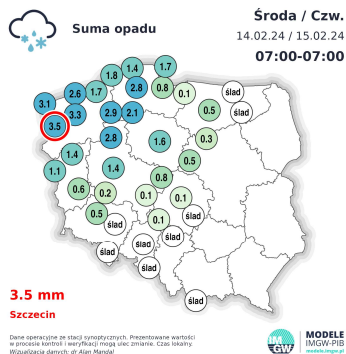 Suma opadu
Środa / Czw.
14.02.24 / 15.02.24
07:00-07:00
1.8
1.4
1.7
3.1
2.6
1.7
2.8
0.8
0.1
ślad
3.3
2.9
2.1
0.5
ślad
3.5
2.8
1.6
0.3
1.4
0.5
1.1
1.4
0.8
0.6
0.2
0.1
0.1
0.5
ślad
0.1
ślad
ślad
ślad
ślad
ślad
ślad
3.5 mm
Szczecin
Dane operacyjne ze stacji synoptycznych. Prezentowane wartości
w procesie kontroli i weryfikacji mogą ulec zmianie. Czas lokalny.
Wizualizacja danych: dr Alan Mandal
IM
GW
MODELE
IMGW-PIB
modele.imgw.pl